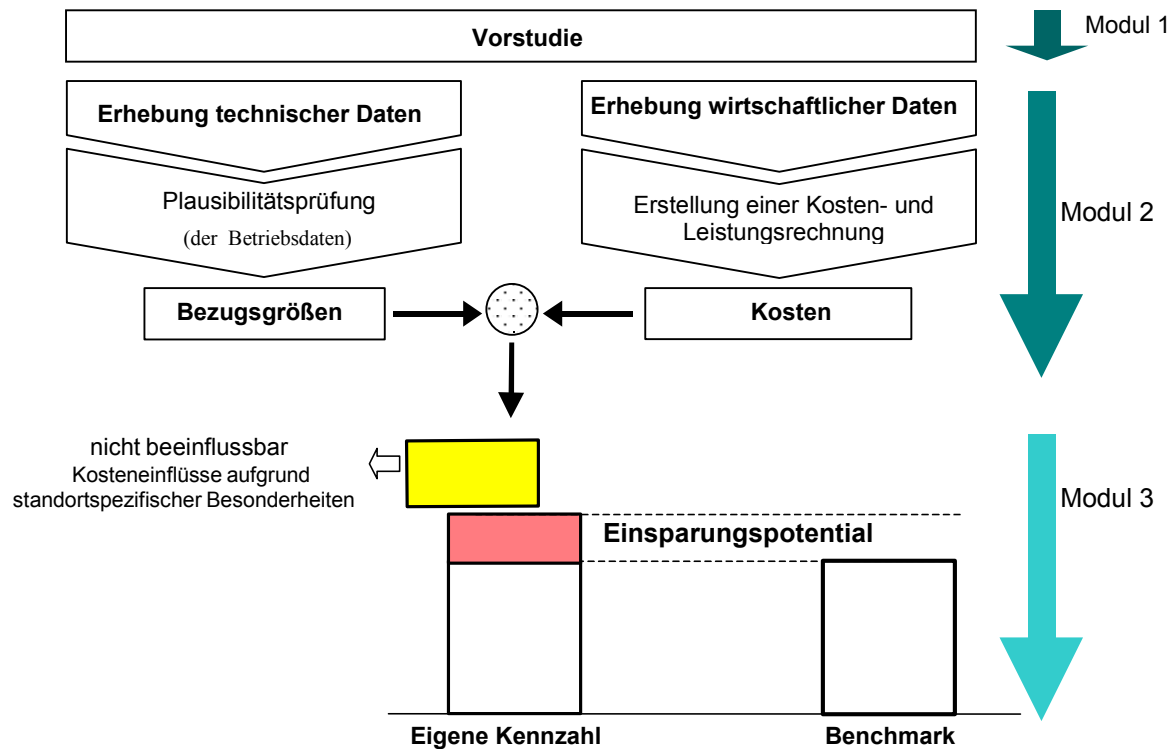 Vorstudie
Modul 1
Erhebung technischer Daten
Erhebung wirtschaftlicher Daten
Plausibilitätsprüfung
(der Betriebsdaten)
Erstellung einer Kosten- und
Leistungsrechnung
Modul 2
Bezugsgrößen
Kosten
nicht beeinflussbar
Kosteneinflüsse aufgrund
standortspezifischer Besonderheiten
Modul 3
Einsparungspotential
Eigene Kennzahl
Benchmark